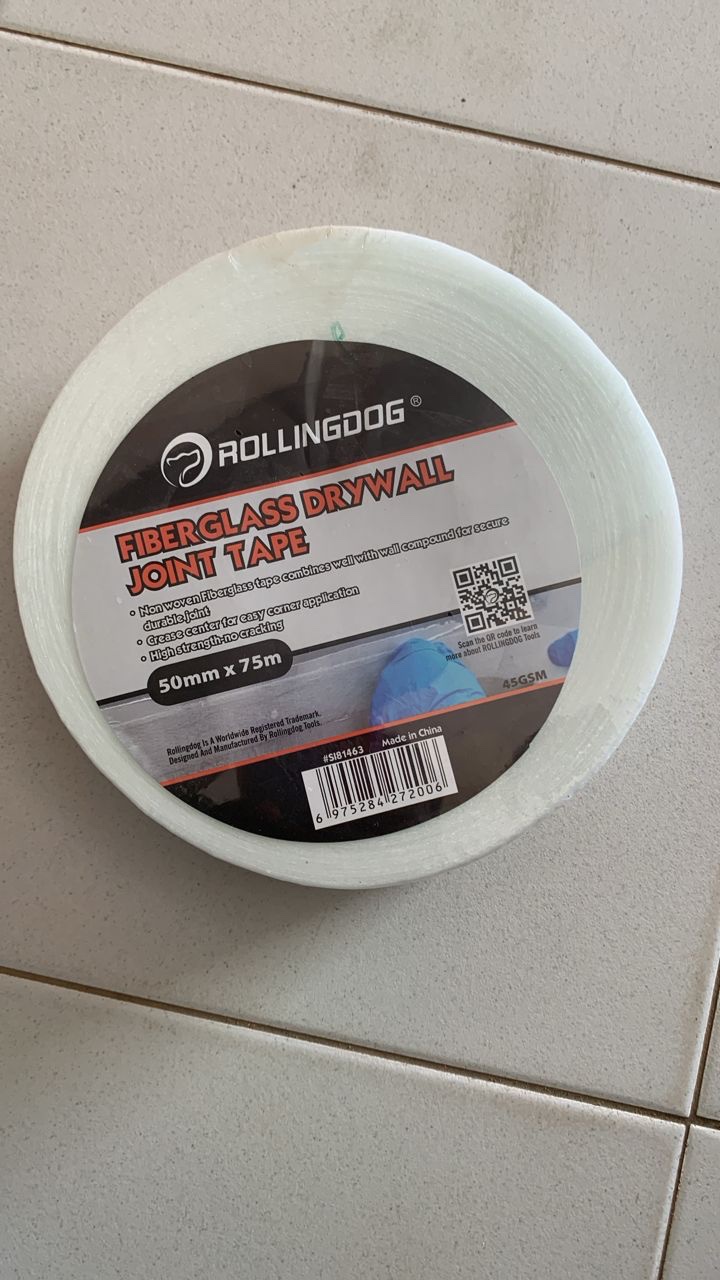 ROLLINGDOG®
FIBERGLASS DRYWALL
JOINT TAPE
• Non woven Fiberglass tape combines well with wall compound for secure
durable joint
• Crease center for easy corner application
• High strength-no cracking
50mm x 75m
Scan the QR code to learn
more about ROLLINGDOG Tools
45GSM
Rollingdog Is A Worldwide Registered Trademark.
Designed And Manufactured By Rollingdog Tools.
#SI81463 Made in China
6 975284 272006